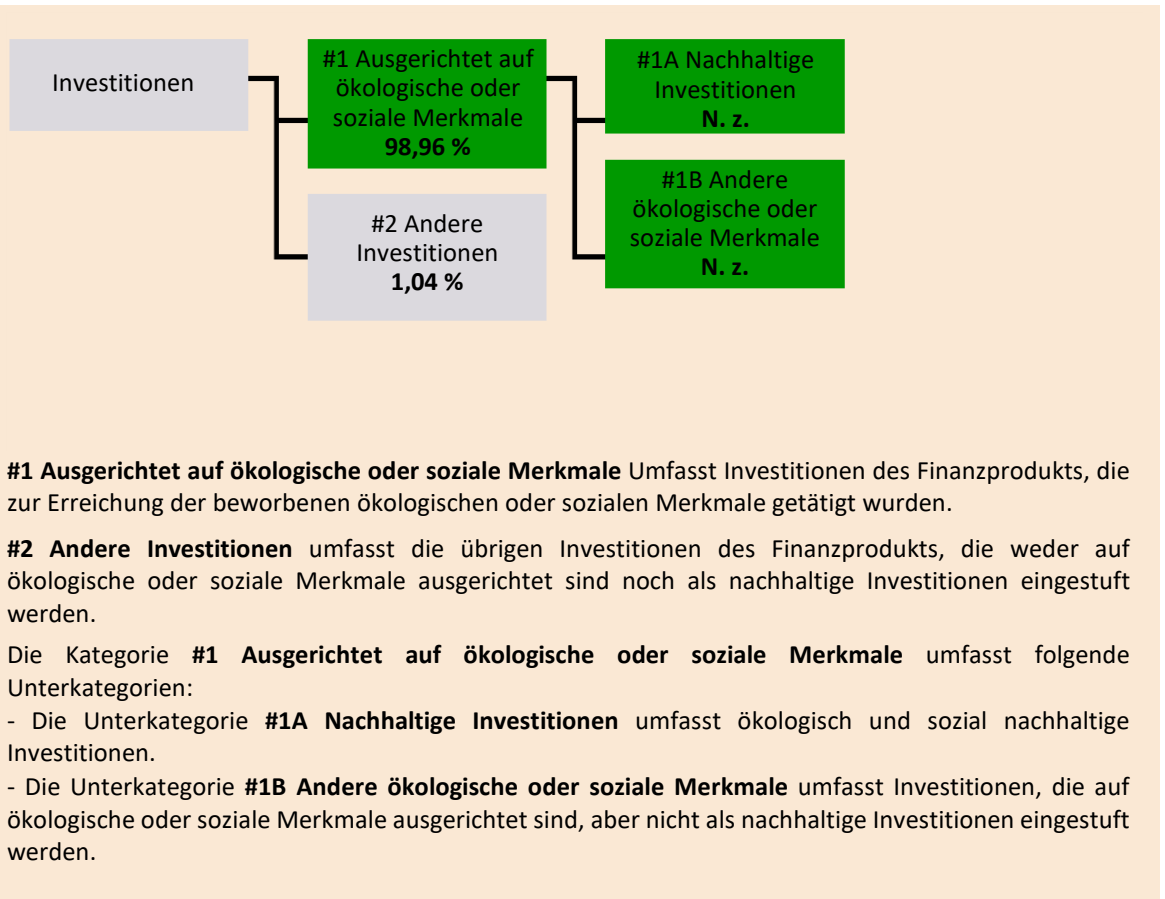 Investitionen
#1 Ausgerichtet auf
ökologische oder
soziale Merkmale
98,96 %
#2 Andere
Investitionen
1,04 %
#1A Nachhaltige
Investitionen
N. z.
#1B Andere
ökologische oder
soziale Merkmale
N. z.
#1 Ausgerichtet auf ökologische oder soziale Merkmale Umfasst Investitionen des Finanzprodukts, die
zur Erreichung der beworbenen ökologischen oder sozialen Merkmale getätigt wurden.
#2 Andere Investitionen umfasst die übrigen Investitionen des Finanzprodukts, die weder auf
ökologische oder soziale Merkmale ausgerichtet sind noch als nachhaltige Investitionen eingestuft
werden.
Die Kategorie #1 Ausgerichtet auf ökologische oder soziale Merkmale umfasst folgende
Unterkategorien:
- Die Unterkategorie #1A Nachhaltige Investitionen umfasst ökologisch und sozial nachhaltige
Investitionen.
- Die Unterkategorie #1B Andere ökologische oder soziale Merkmale umfasst Investitionen, die auf
ökologische oder soziale Merkmale ausgerichtet sind, aber nicht als nachhaltige Investitionen eingestuft
werden.